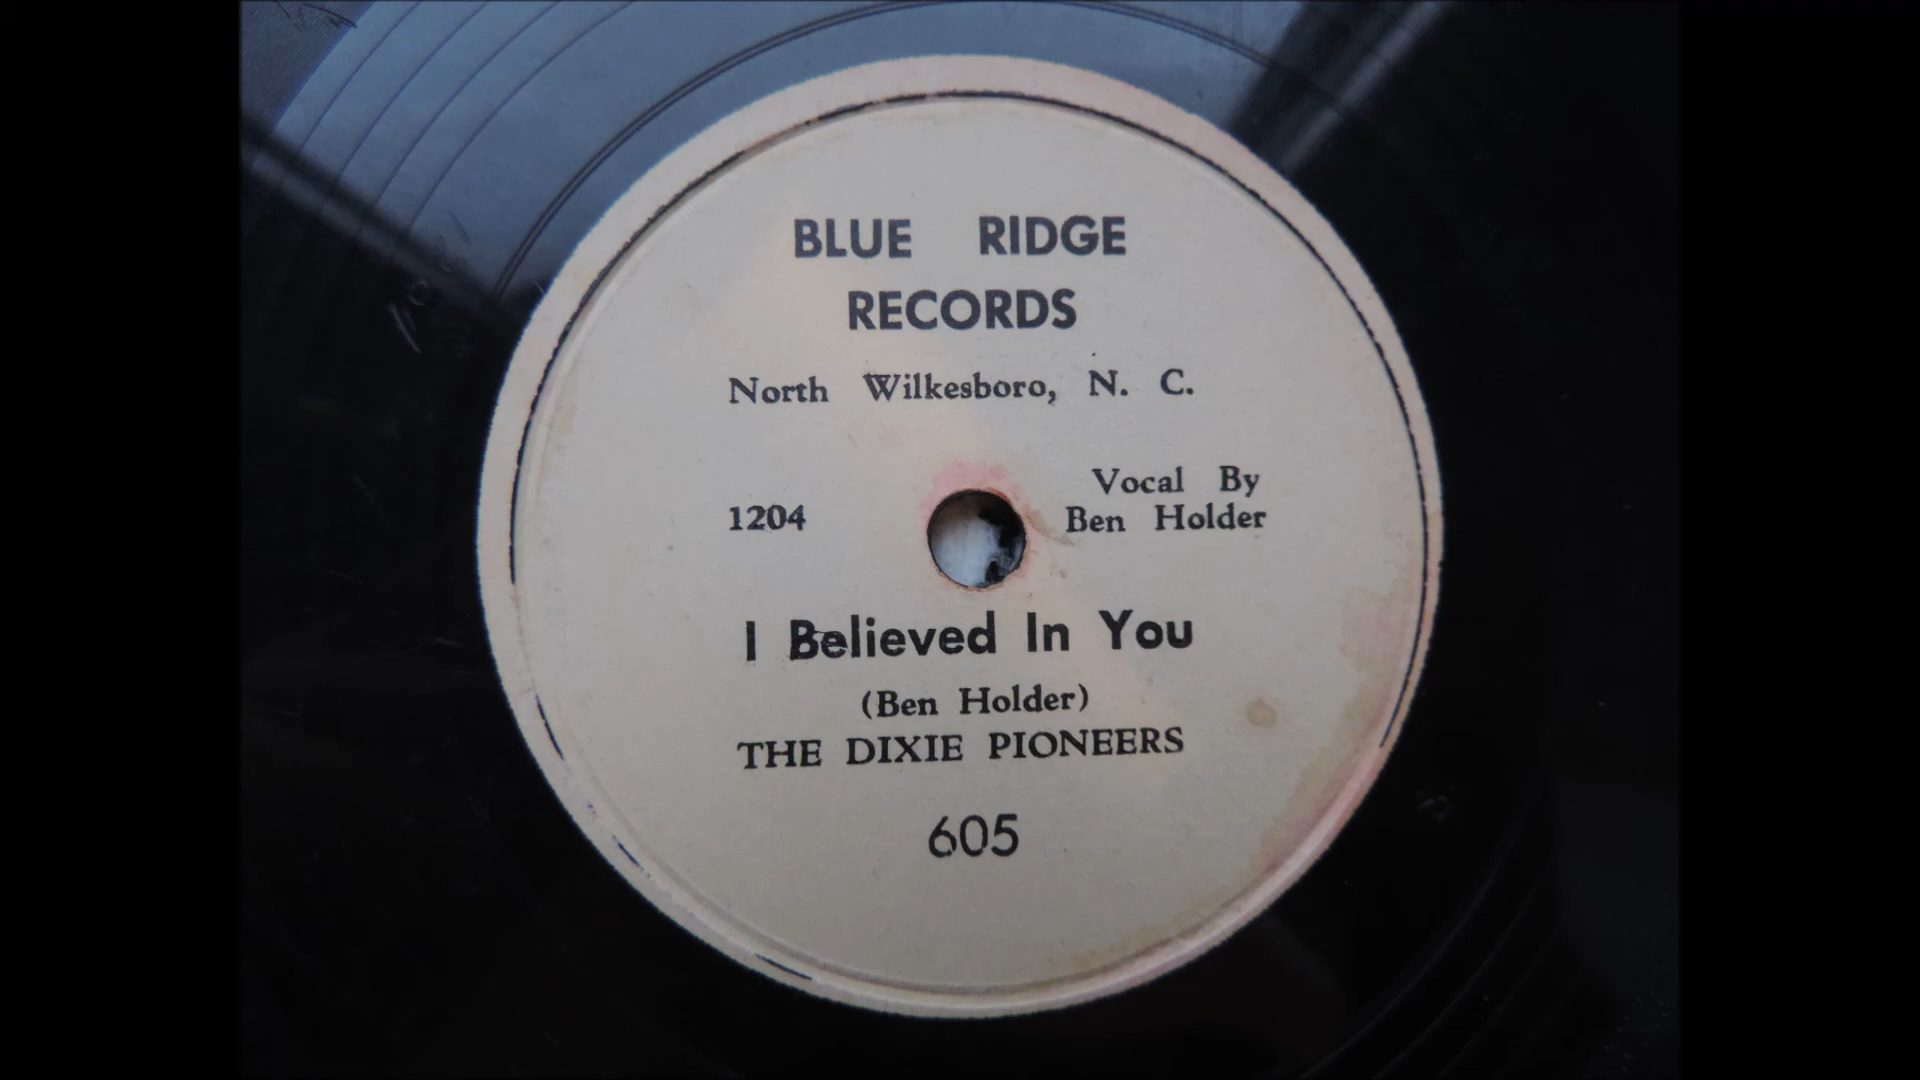 BLUE RIDGE
RECORDS
North Wilkesboro, N. C.
Vocal By
1204 Ben Holder
I Believed In You
(Ben Holder)
THE DIXIE PIONEERS
605